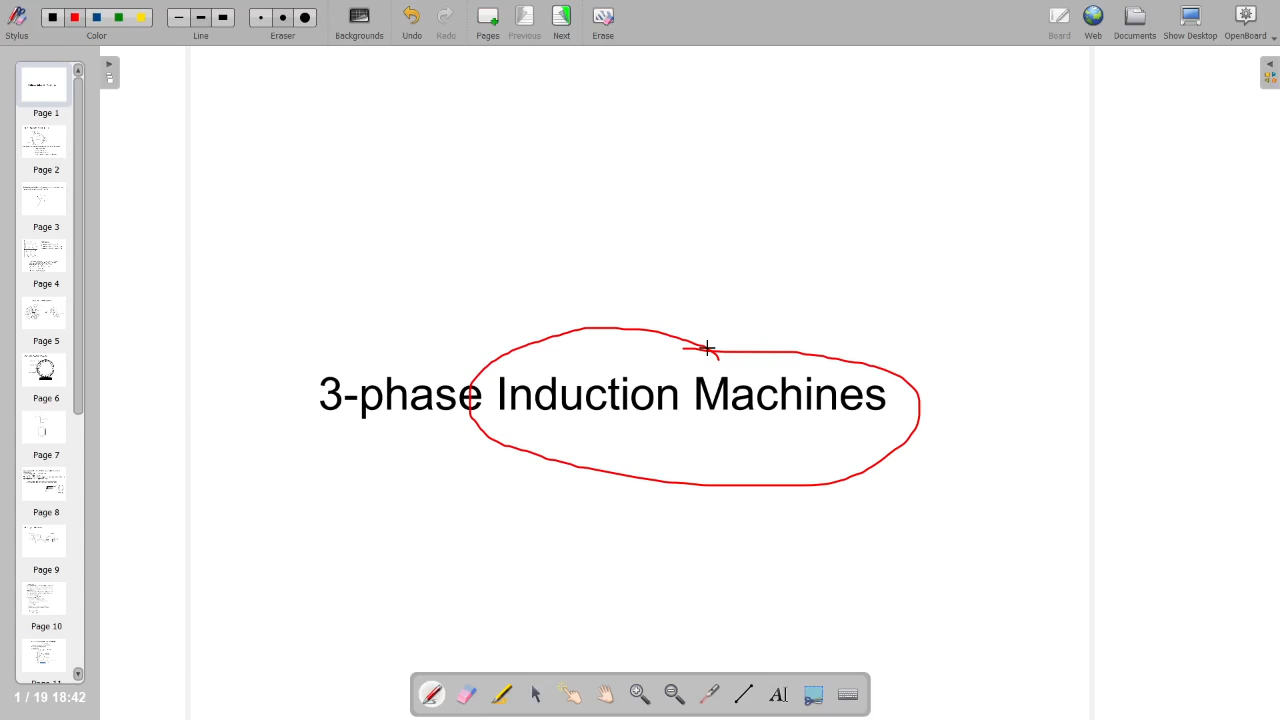 Stylus
Color
Line
Eraser
Backgrounds
Undo
Redo
Pages
Previous
Next
Erase
Board
Web
Documents
Show Desktop
OpenBoard
Page 1
Page 2
Page 3
Page 4
Page 5
Page 6
Page 7
Page 8
Page 9
Page 10
1 / 19 18:42
3-phase Induction Machines
AI